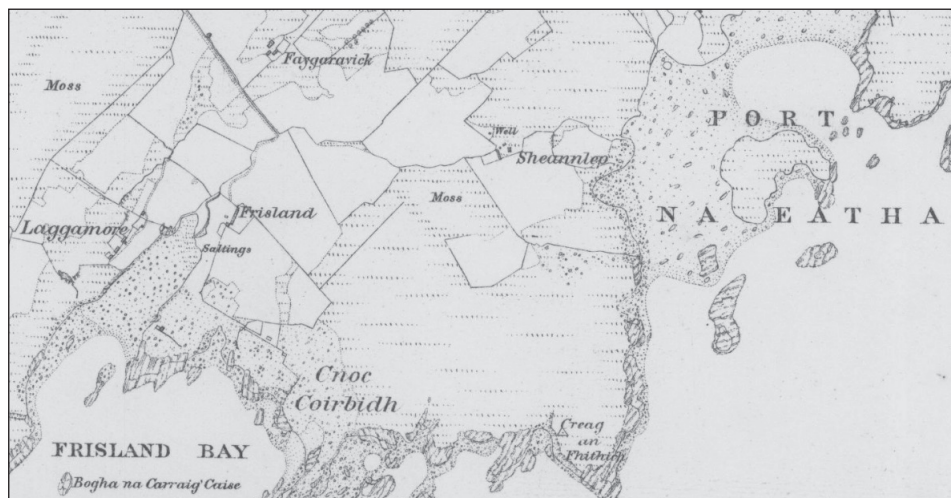 Faygaravick
Moss
PORT
Well
Sheannlep
Moss
Frisland
NA EATHA
Laggamore
Saltings
Cnoc
Coirbidh
Creag
an
Fhithich
FRISLAND BAY
Bogha na Carraig Caise